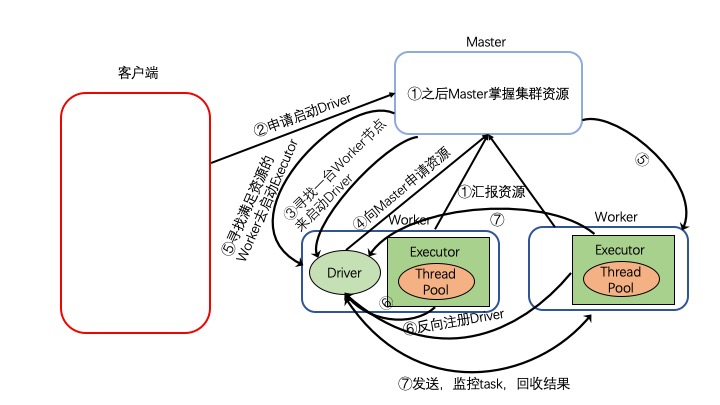 Master
客户端
①之后Master掌握集群资源
②申请启动Driver
③寻找一台Worker节点
来启动Driver
④向Master申请资源
⑤寻找满足资源的
Worker去启动Executor
⑤
①汇报资源
Worker
⑦
Worker
Driver
Executor
Thread
Pool
Executor
Thread
Pool
⑥
⑥反向注册Driver
⑦发送，监控task，回收结果